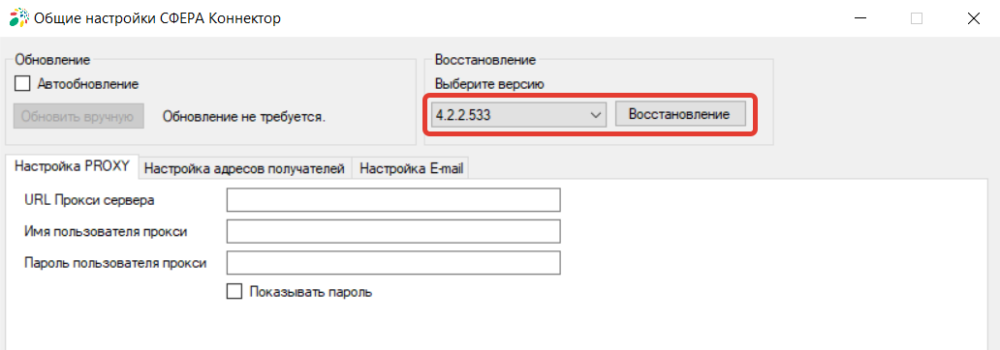 Общие настройки СФЕРА Коннектор
Обновление
Автообновление
Обновить вручную
Обновление не требуется.
Восстановление
Выберите версию
4.2.2.533
Восстановление
Настройка PROXY
Настройка адресов получателей
Настройка E-mail
URL Прокси сервера
Имя пользователя прокси
Пароль пользователя прокси
Показывать пароль